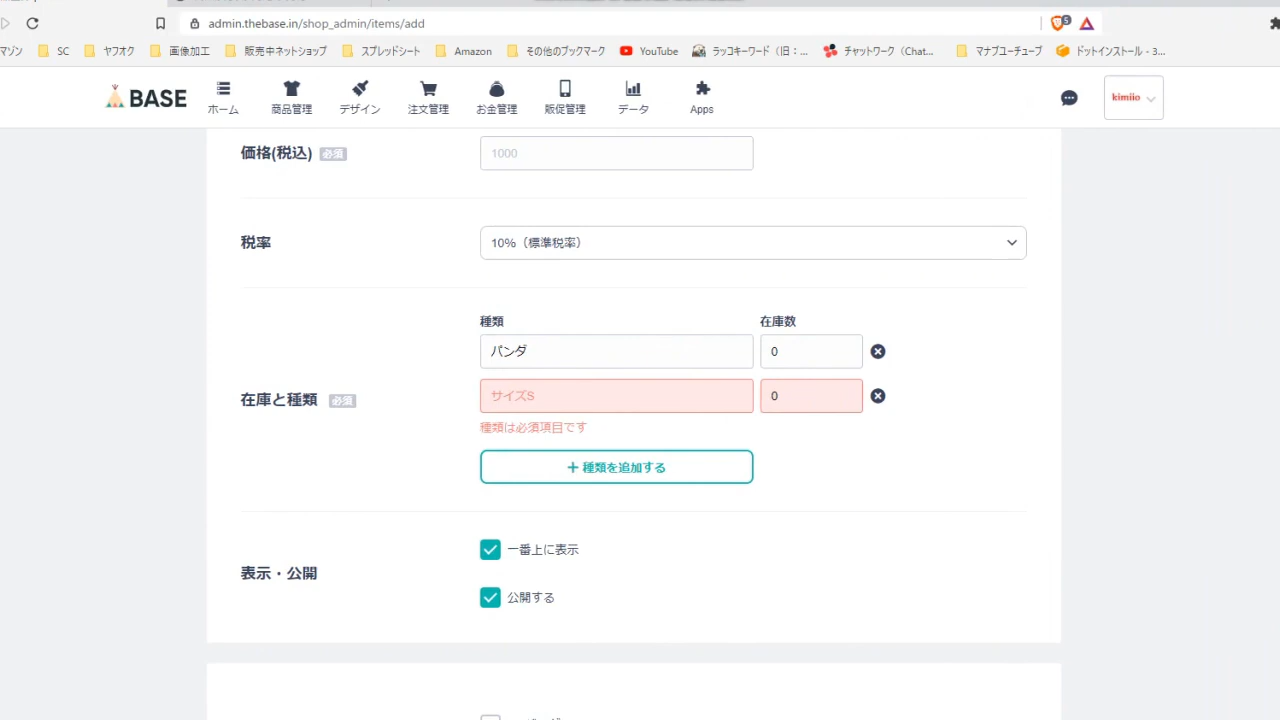 admin.thebase.in/shop_admin/items/add
5
マゾン SC ヤフオク 画像加工 販売中ネットショップ スプレッドシート Amazon その他のブックマーク YouTube ラッコキーワード（旧：... チャットワーク（Chat... マナブユーチューブ ドットインストール - 3...
BASE
ホーム 商品管理 デザイン 注文管理 お金管理 販促管理 データ Apps
kimiio
価格(税込) 必須 1000
税率 10%（標準税率）
種類 在庫数
パンダ 0
在庫と種類 必須
サイズS 0
種類は必須項目です
+ 種類を追加する
表示・公開
一番上に表示
公開する